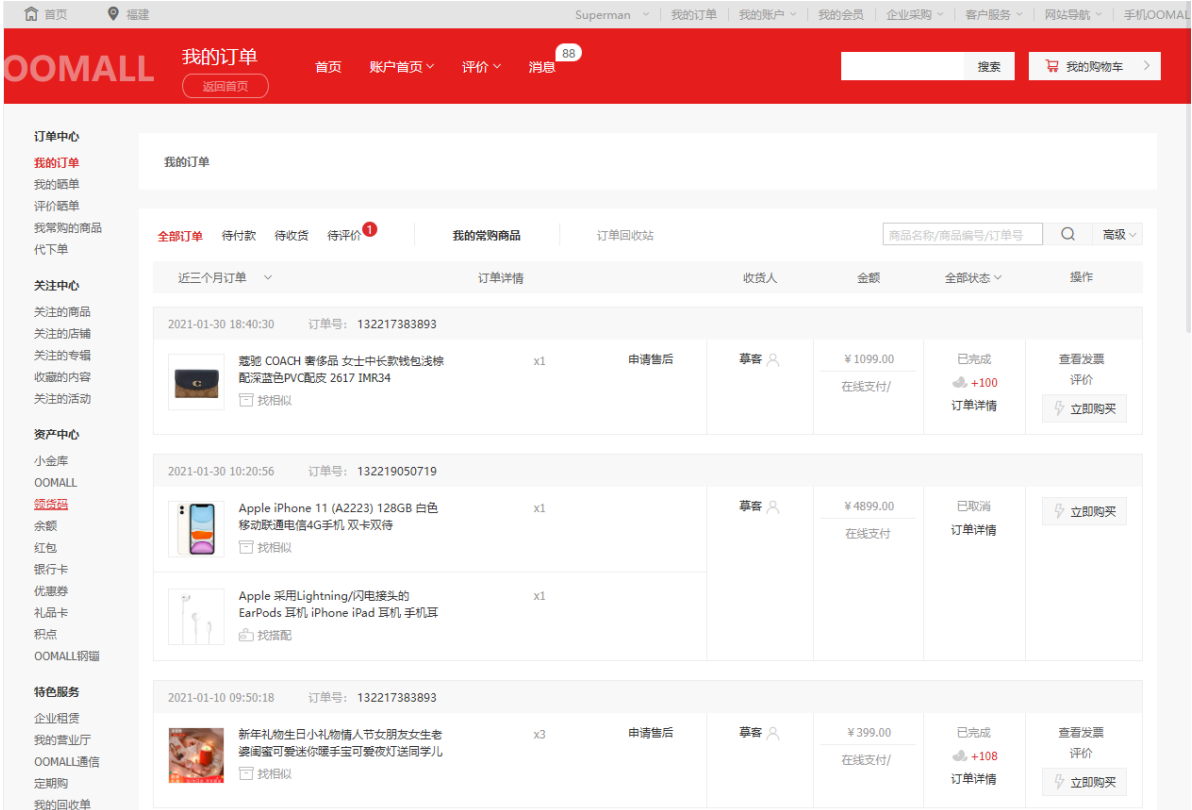 首页 福建 Superman 我的订单 我的账户 我的会员 企业采购 客户服务 网站导航 手机OOMAL
OOMALL 我的订单 返回首页 首页 账户首页 评价 消息 88 搜索 我的购物车
订单中心
我的订单
我的晒单
评价晒单
我常购的商品
代下单
关注中心
关注的商品
关注的店铺
关注的专辑
收藏的内容
关注的活动
资产中心
小金库
OOMALL
领货码
余额
红包
银行卡
优惠券
礼品卡
积点
OOMALL钢镚
特色服务
企业租赁
我的营业厅
OOMALL通信
定期购
我的回收单
我的订单
全部订单 待付款 待收货 待评价 1 我的常购商品 订单回收站 商品名称/商品编号/订单号 高级
近三个月订单 订单详情 收货人 金额 全部状态 操作
2021-01-30 18:40:30 订单号: 132217383893
蔻驰 COACH 奢侈品 女士中长款钱包浅棕
配深蓝色PVC配皮 2617 IMR34
找相似
x1 申请售后 摹客 ¥1099.00
在线支付/
已完成
+100
订单详情
查看发票
评价
立即购买
2021-01-30 10:20:56 订单号: 132219050719
Apple iPhone 11 (A2223) 128GB 白色
移动联通电信4G手机 双卡双待
找相似
x1 摹客 ¥4899.00
在线支付
已取消
订单详情
立即购买
Apple 采用Lightning/闪电接头的
EarPods 耳机 iPhone iPad 耳机 手机耳
找搭配
x1
2021-01-10 09:50:18 订单号: 132217383893
新年礼物生日小礼物情人节女朋友女生老
婆闺蜜可爱迷你暖手宝可爱夜灯送同学儿
找相似
x3 申请售后 摹客 ¥399.00
在线支付/
已完成
+108
订单详情
查看发票
评价
立即购买